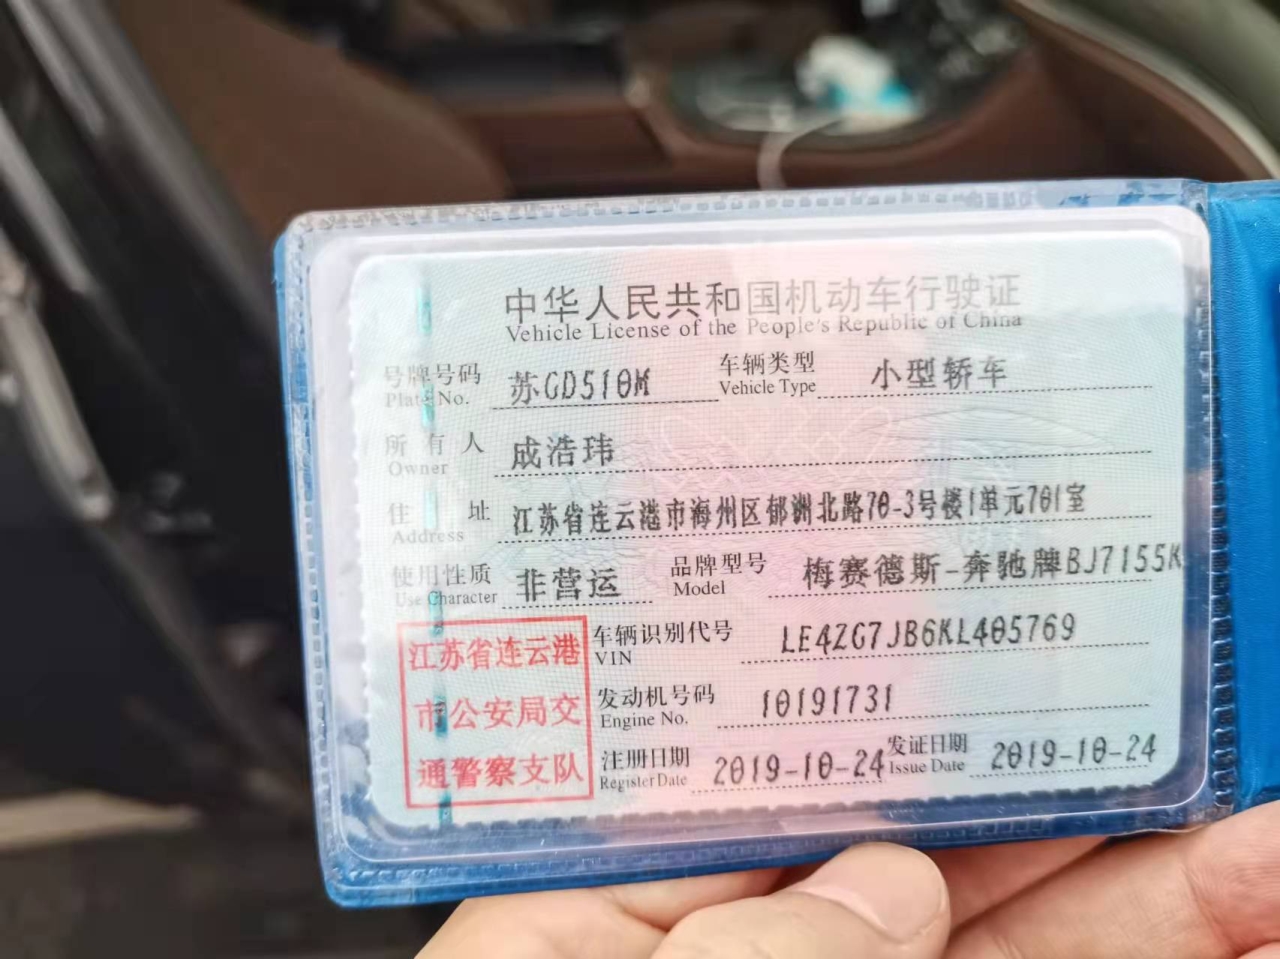 中华人民共和国机动车行驶证
Vehicle License of the People's Republic of China
号牌号码 苏GD510M 车辆类型 小型轿车
Plate No. Vehicle Type
所有人 成浩玮
Owner
住址 江苏省连云港市海州区郁洲北路70-3号楼1单元701室
Address
使用性质 非营运 品牌型号 梅赛德斯-奔驰牌BJ7155K
Use Character Model
江苏省连云港
市公安局交
通警察支队
车辆识别代号 LE4ZG7JB6KL405769
VIN
发动机号码 10191731
Engine No.
注册日期 2019-10-24 发证日期 2019-10-24
Register Date Issue Date